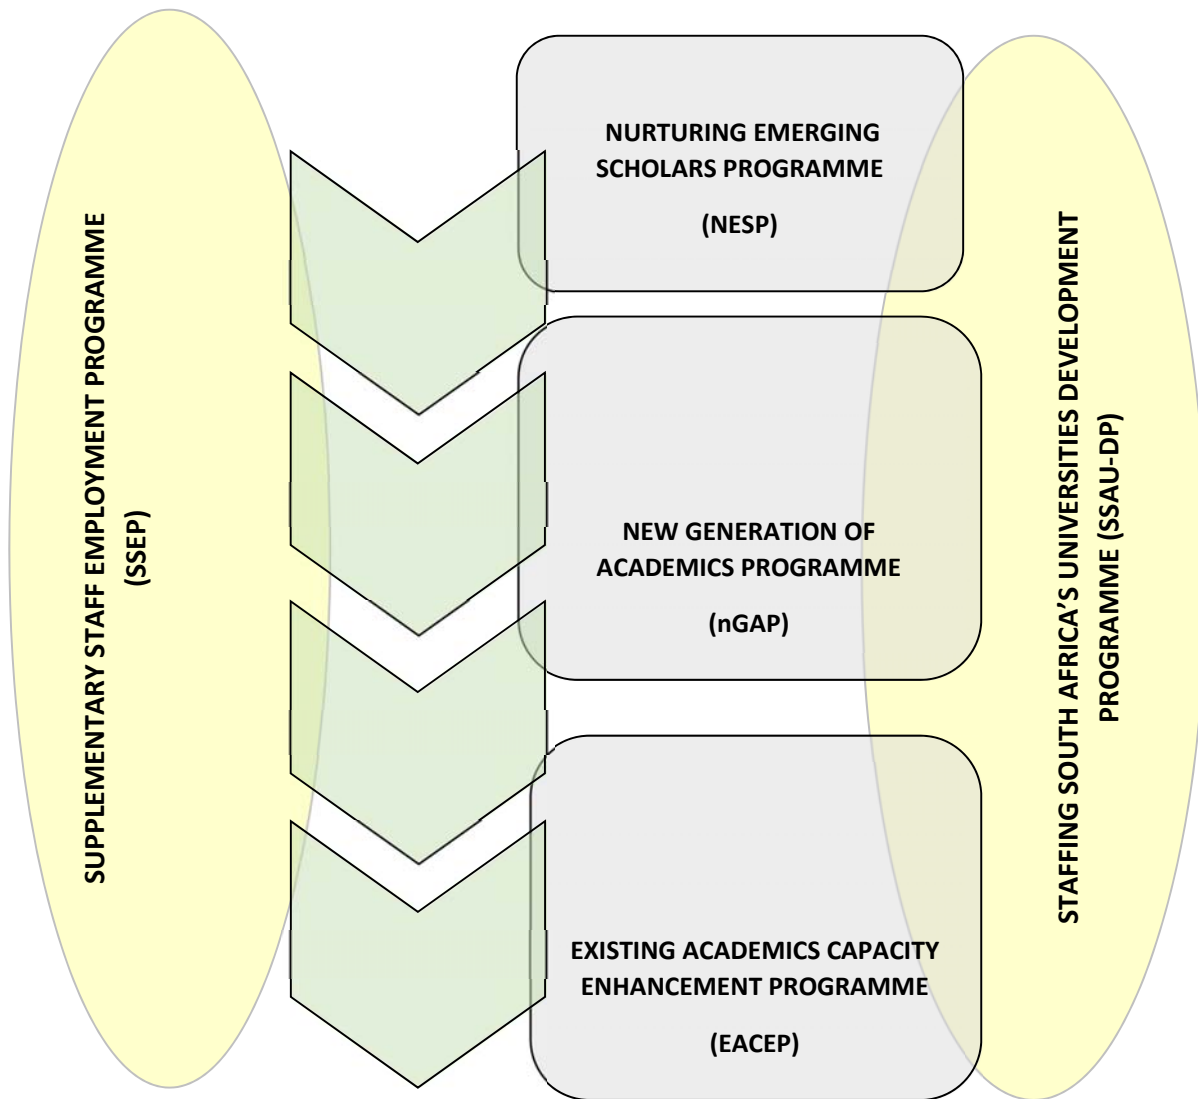 SUPPLEMENTARY STAFF EMPLOYMENT PROGRAMME
(SSEP)
NURTURING EMERGING
SCHOLARS PROGRAMME
(NESP)
NEW GENERATION OF
ACADEMICS PROGRAMME
(nGAP)
EXISTING ACADEMICS CAPACITY
ENHANCEMENT PROGRAMME
(EACEP)
STAFFING SOUTH AFRICA’S UNIVERSITIES DEVELOPMENT
PROGRAMME (SSAU-DP)